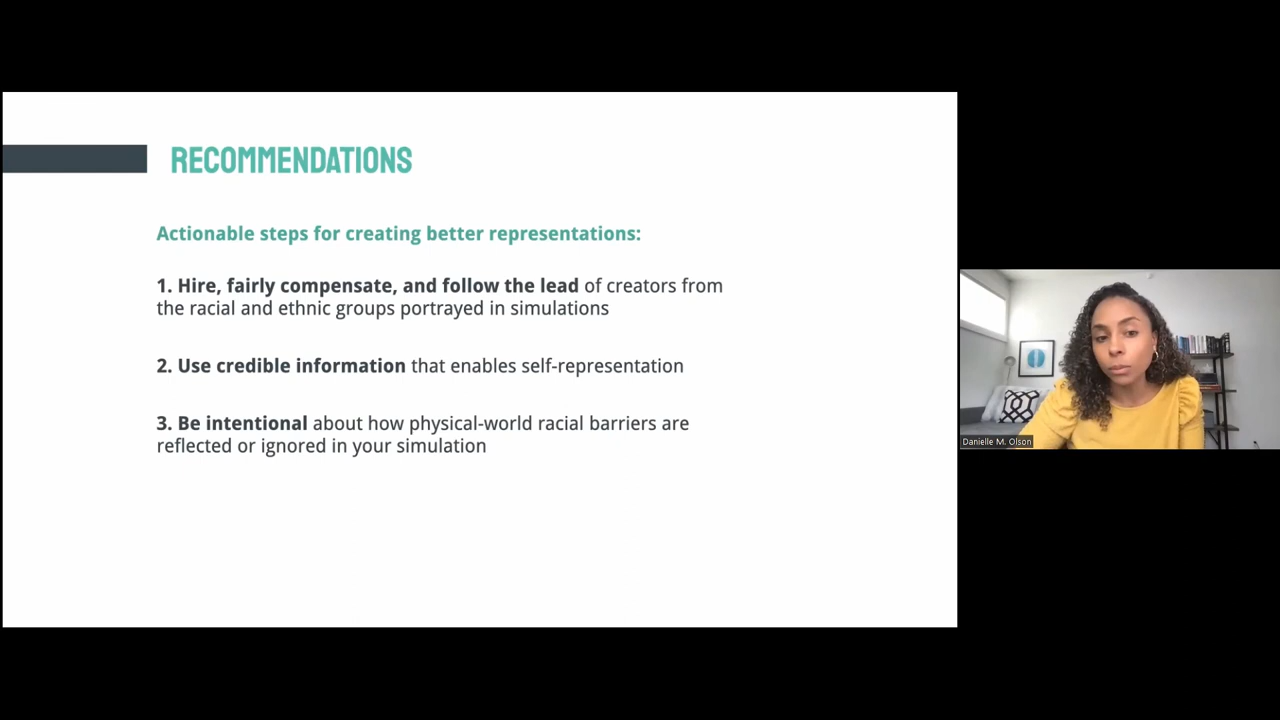 RECOMMENDATIONS
Actionable steps for creating better representations:
1. Hire, fairly compensate, and follow the lead of creators from
the racial and ethnic groups portrayed in simulations
2. Use credible information that enables self-representation
3. Be intentional about how physical-world racial barriers are
reflected or ignored in your simulation
Danielle M. Olson